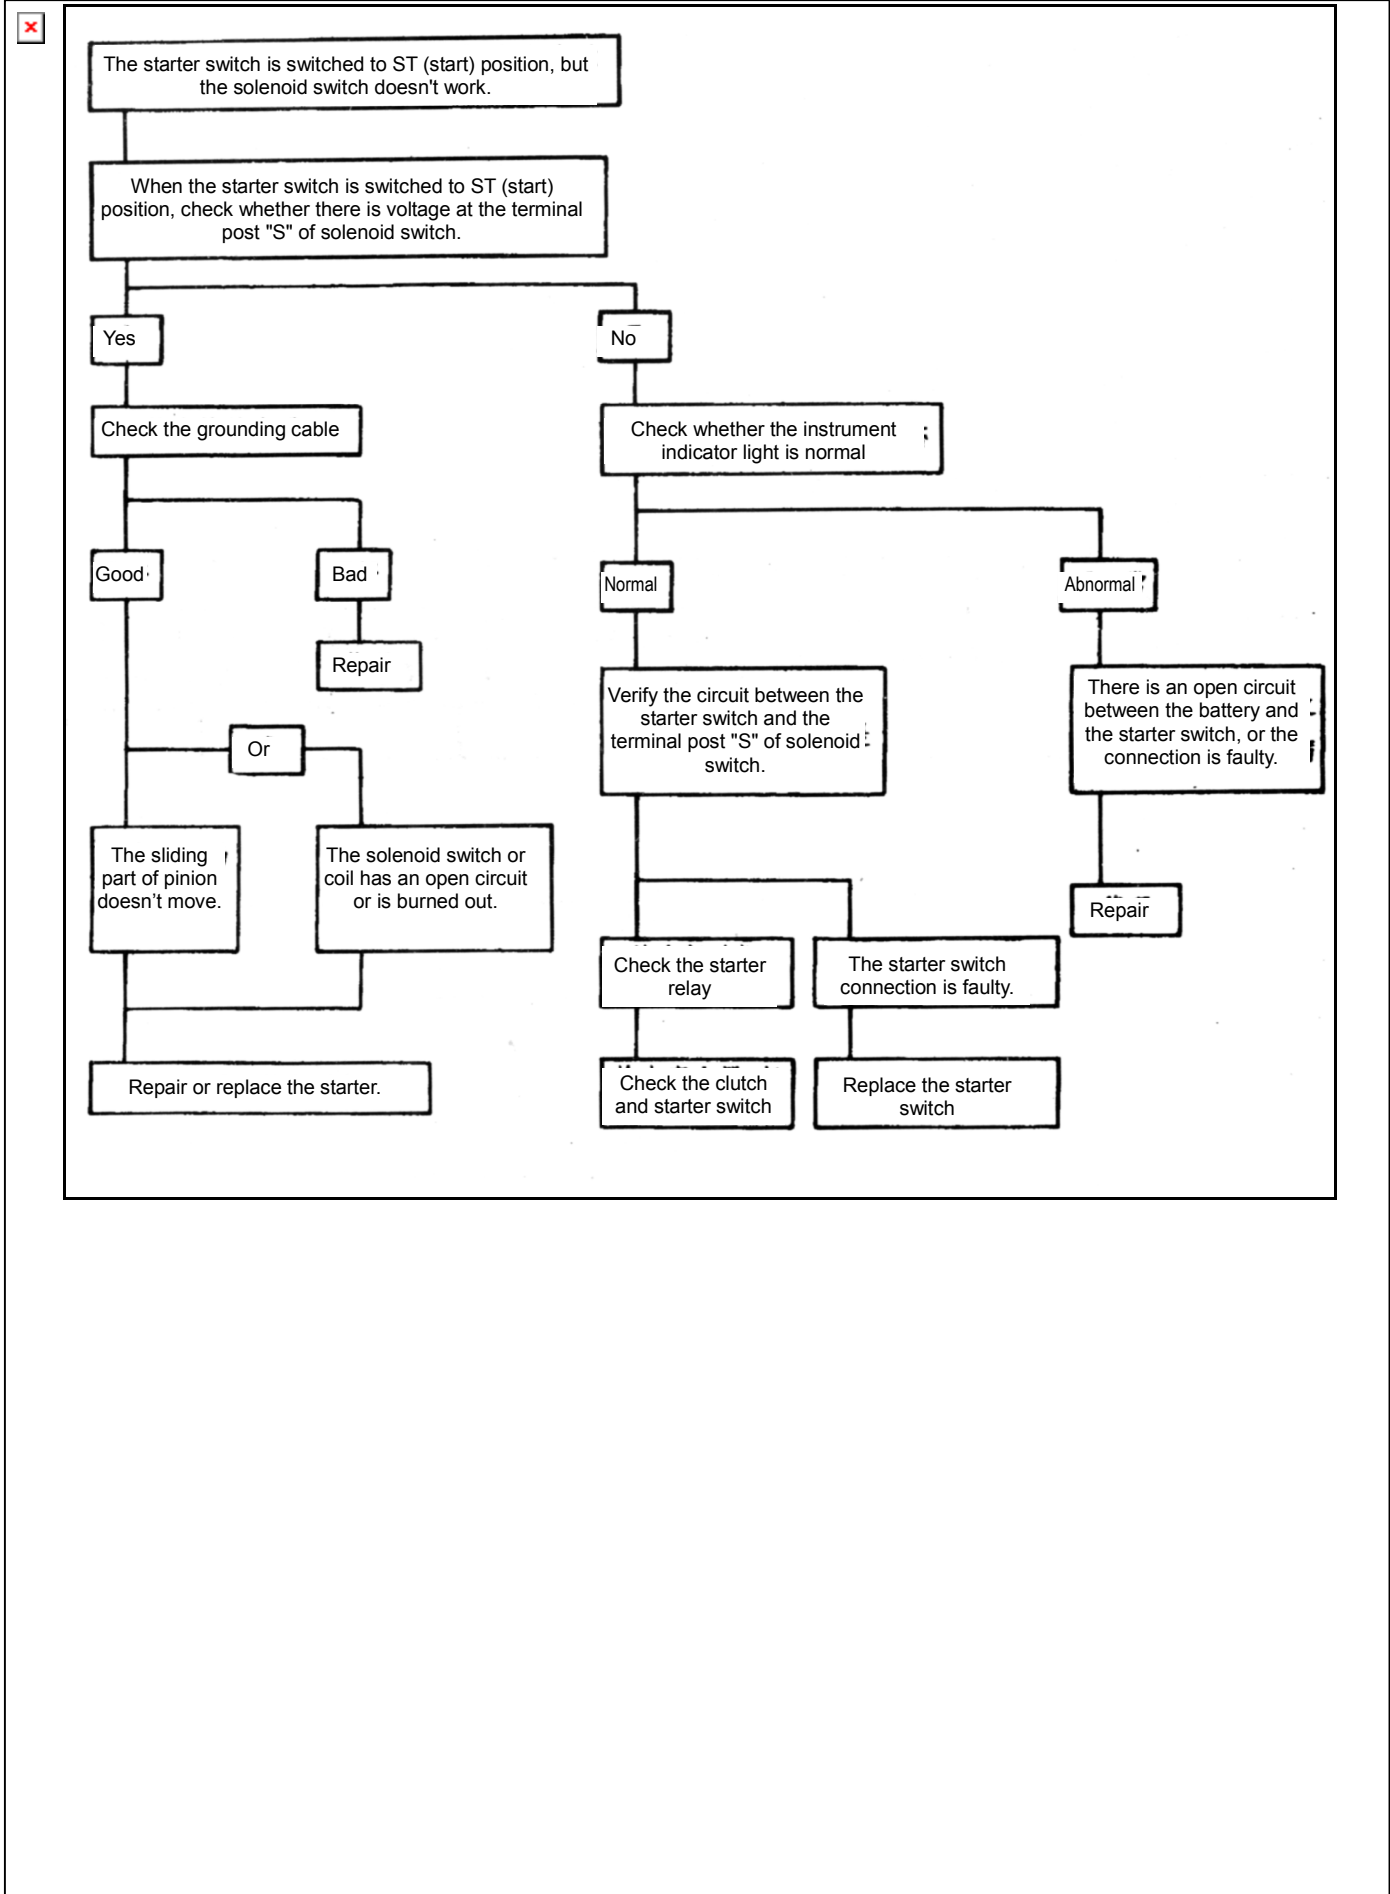 The starter switch is switched to ST (start) position, but
the solenoid switch doesn't work.
When the starter switch is switched to ST (start)
position, check whether there is voltage at the terminal
post "S" of solenoid switch.
Yes
No
Check the grounding cable
Check whether the instrument
indicator light is normal
Good
Bad
Normal
Abnormal
Repair
Verify the circuit between the
starter switch and the
terminal post "S" of solenoid
switch.
There is an open circuit
between the battery and
the starter switch, or the
connection is faulty.
Or
The sliding
part of pinion
doesn’t move.
The solenoid switch or
coil has an open circuit
or is burned out.
Repair
Check the starter
relay
The starter switch
connection is faulty.
Repair or replace the starter.
Check the clutch
and starter switch
Replace the starter
switch